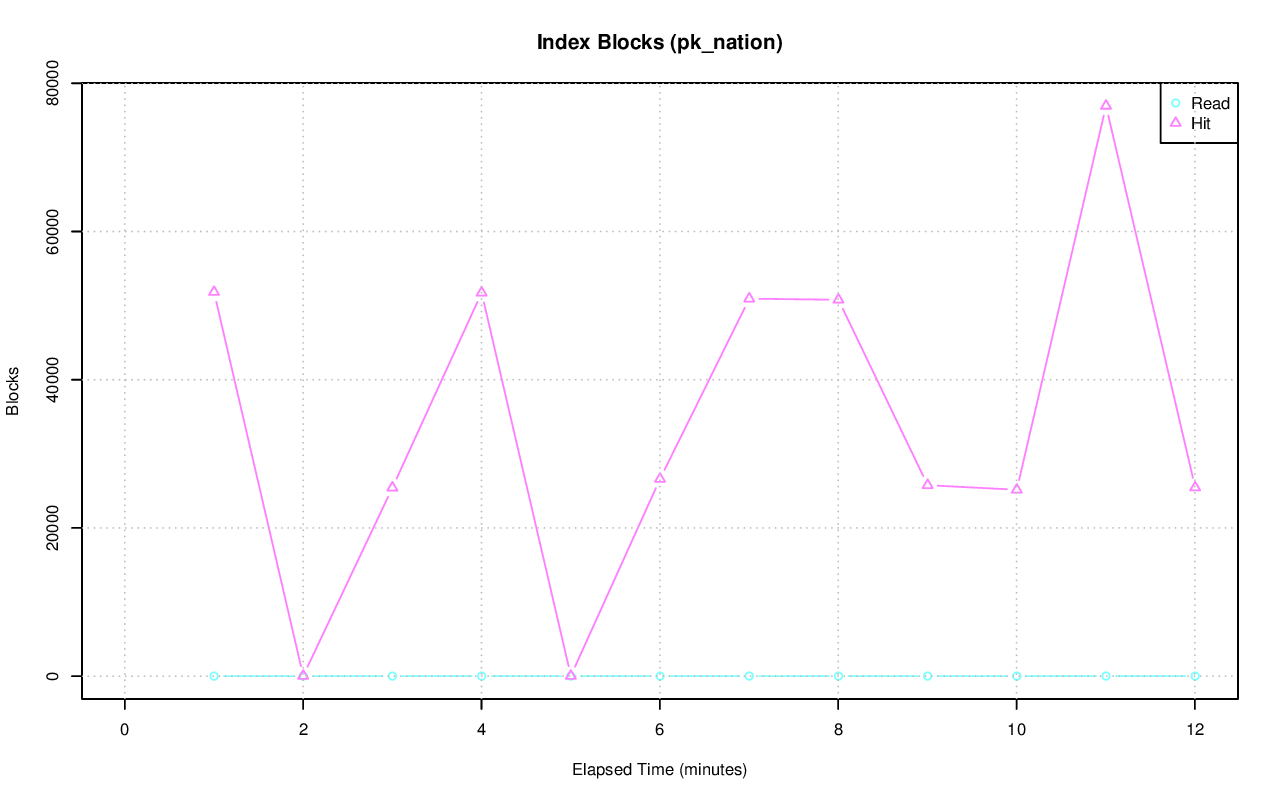 Index Blocks (pk_nation)
Read
Hit
80000
60000
40000
20000
0
Blocks
0 2 4 6 8 10 12
Elapsed Time (minutes)